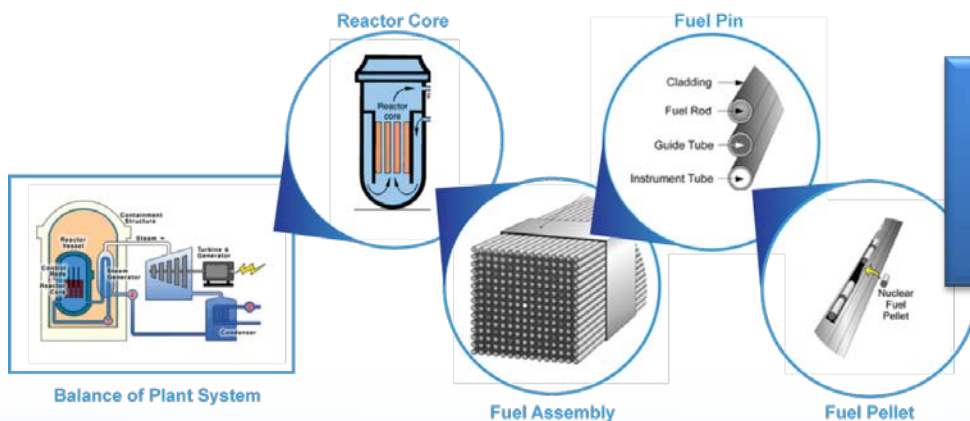 Reactor Core
Fuel Pin
Reactor
core
Cladding
Fuel Rod
Guide Tube
Instrument Tube
Containment
Structure
Reactor
Vessel
Steam
Turbine &
Generator
Control
Rods
Steam
Generator
Reactor
Core
Condenser
Nuclear
Fuel
Pellet
Balance of Plant System
Fuel Assembly
Fuel Pellet